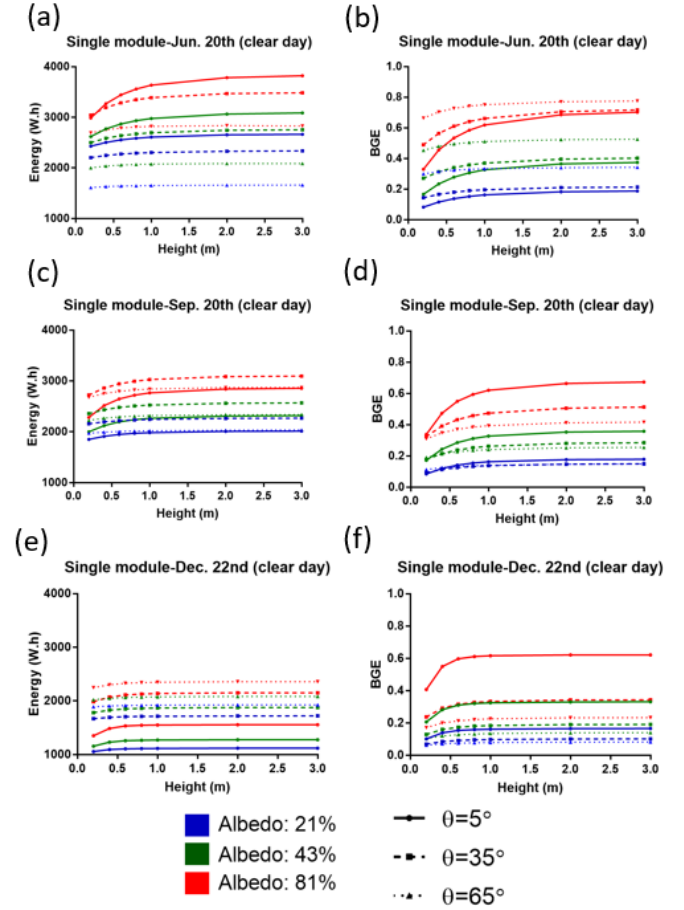 (a)
Single module-Jun. 20th (clear day)
4000
3000
2000
1000
Energy (W.h)
0.0 0.5 1.0 1.5 2.0 2.5 3.0
Height (m)
(b)
Single module-Jun. 20th (clear day)
1.0
0.8
0.6
0.4
0.2
0.0
BGE
0.0 0.5 1.0 1.5 2.0 2.5 3.0
Height (m)
(c)
Single module-Sep. 20th (clear day)
4000
3000
2000
1000
Energy (W.h)
0.0 0.5 1.0 1.5 2.0 2.5 3.0
Height (m)
(d)
Single module-Sep. 20th (clear day)
1.0
0.8
0.6
0.4
0.2
0.0
BGE
0.0 0.5 1.0 1.5 2.0 2.5 3.0
Height (m)
(e)
Single module-Dec. 22nd (clear day)
4000
3000
2000
1000
Energy (W.h)
0.0 0.5 1.0 1.5 2.0 2.5 3.0
Height (m)
(f)
Single module-Dec. 22nd (clear day)
1.0
0.8
0.6
0.4
0.2
0.0
BGE
0.0 0.5 1.0 1.5 2.0 2.5 3.0
Height (m)
Albedo: 21%
Albedo: 43%
Albedo: 81%
θ=5°
θ=35°
θ=65°